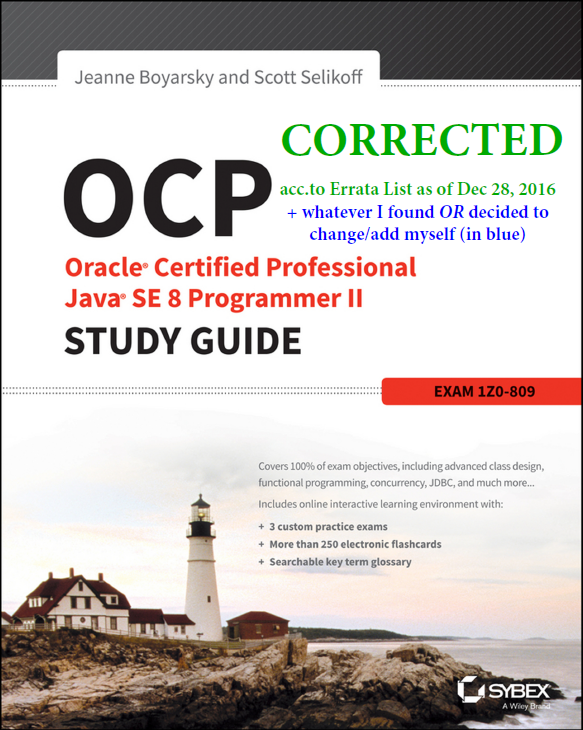 Jeanne Boyarsky and Scott Selikoff
CORRECTED
acc.to Errata List as of Dec 28, 2016
+ whatever I found OR decided to
change/add myself (in blue)
OCP
Oracle® Certified Professional
Java® SE 8 Programmer II
STUDY GUIDE
EXAM 1Z0-809
Covers 100% of exam objectives, including advanced class design,
functional programming, concurrency, JDBC, and much more...
Includes online interactive learning environment with:
+ 3 custom practice exams
+ More than 250 electronic flashcards
+ Searchable key term glossary
SYBEX
A Wiley Brand